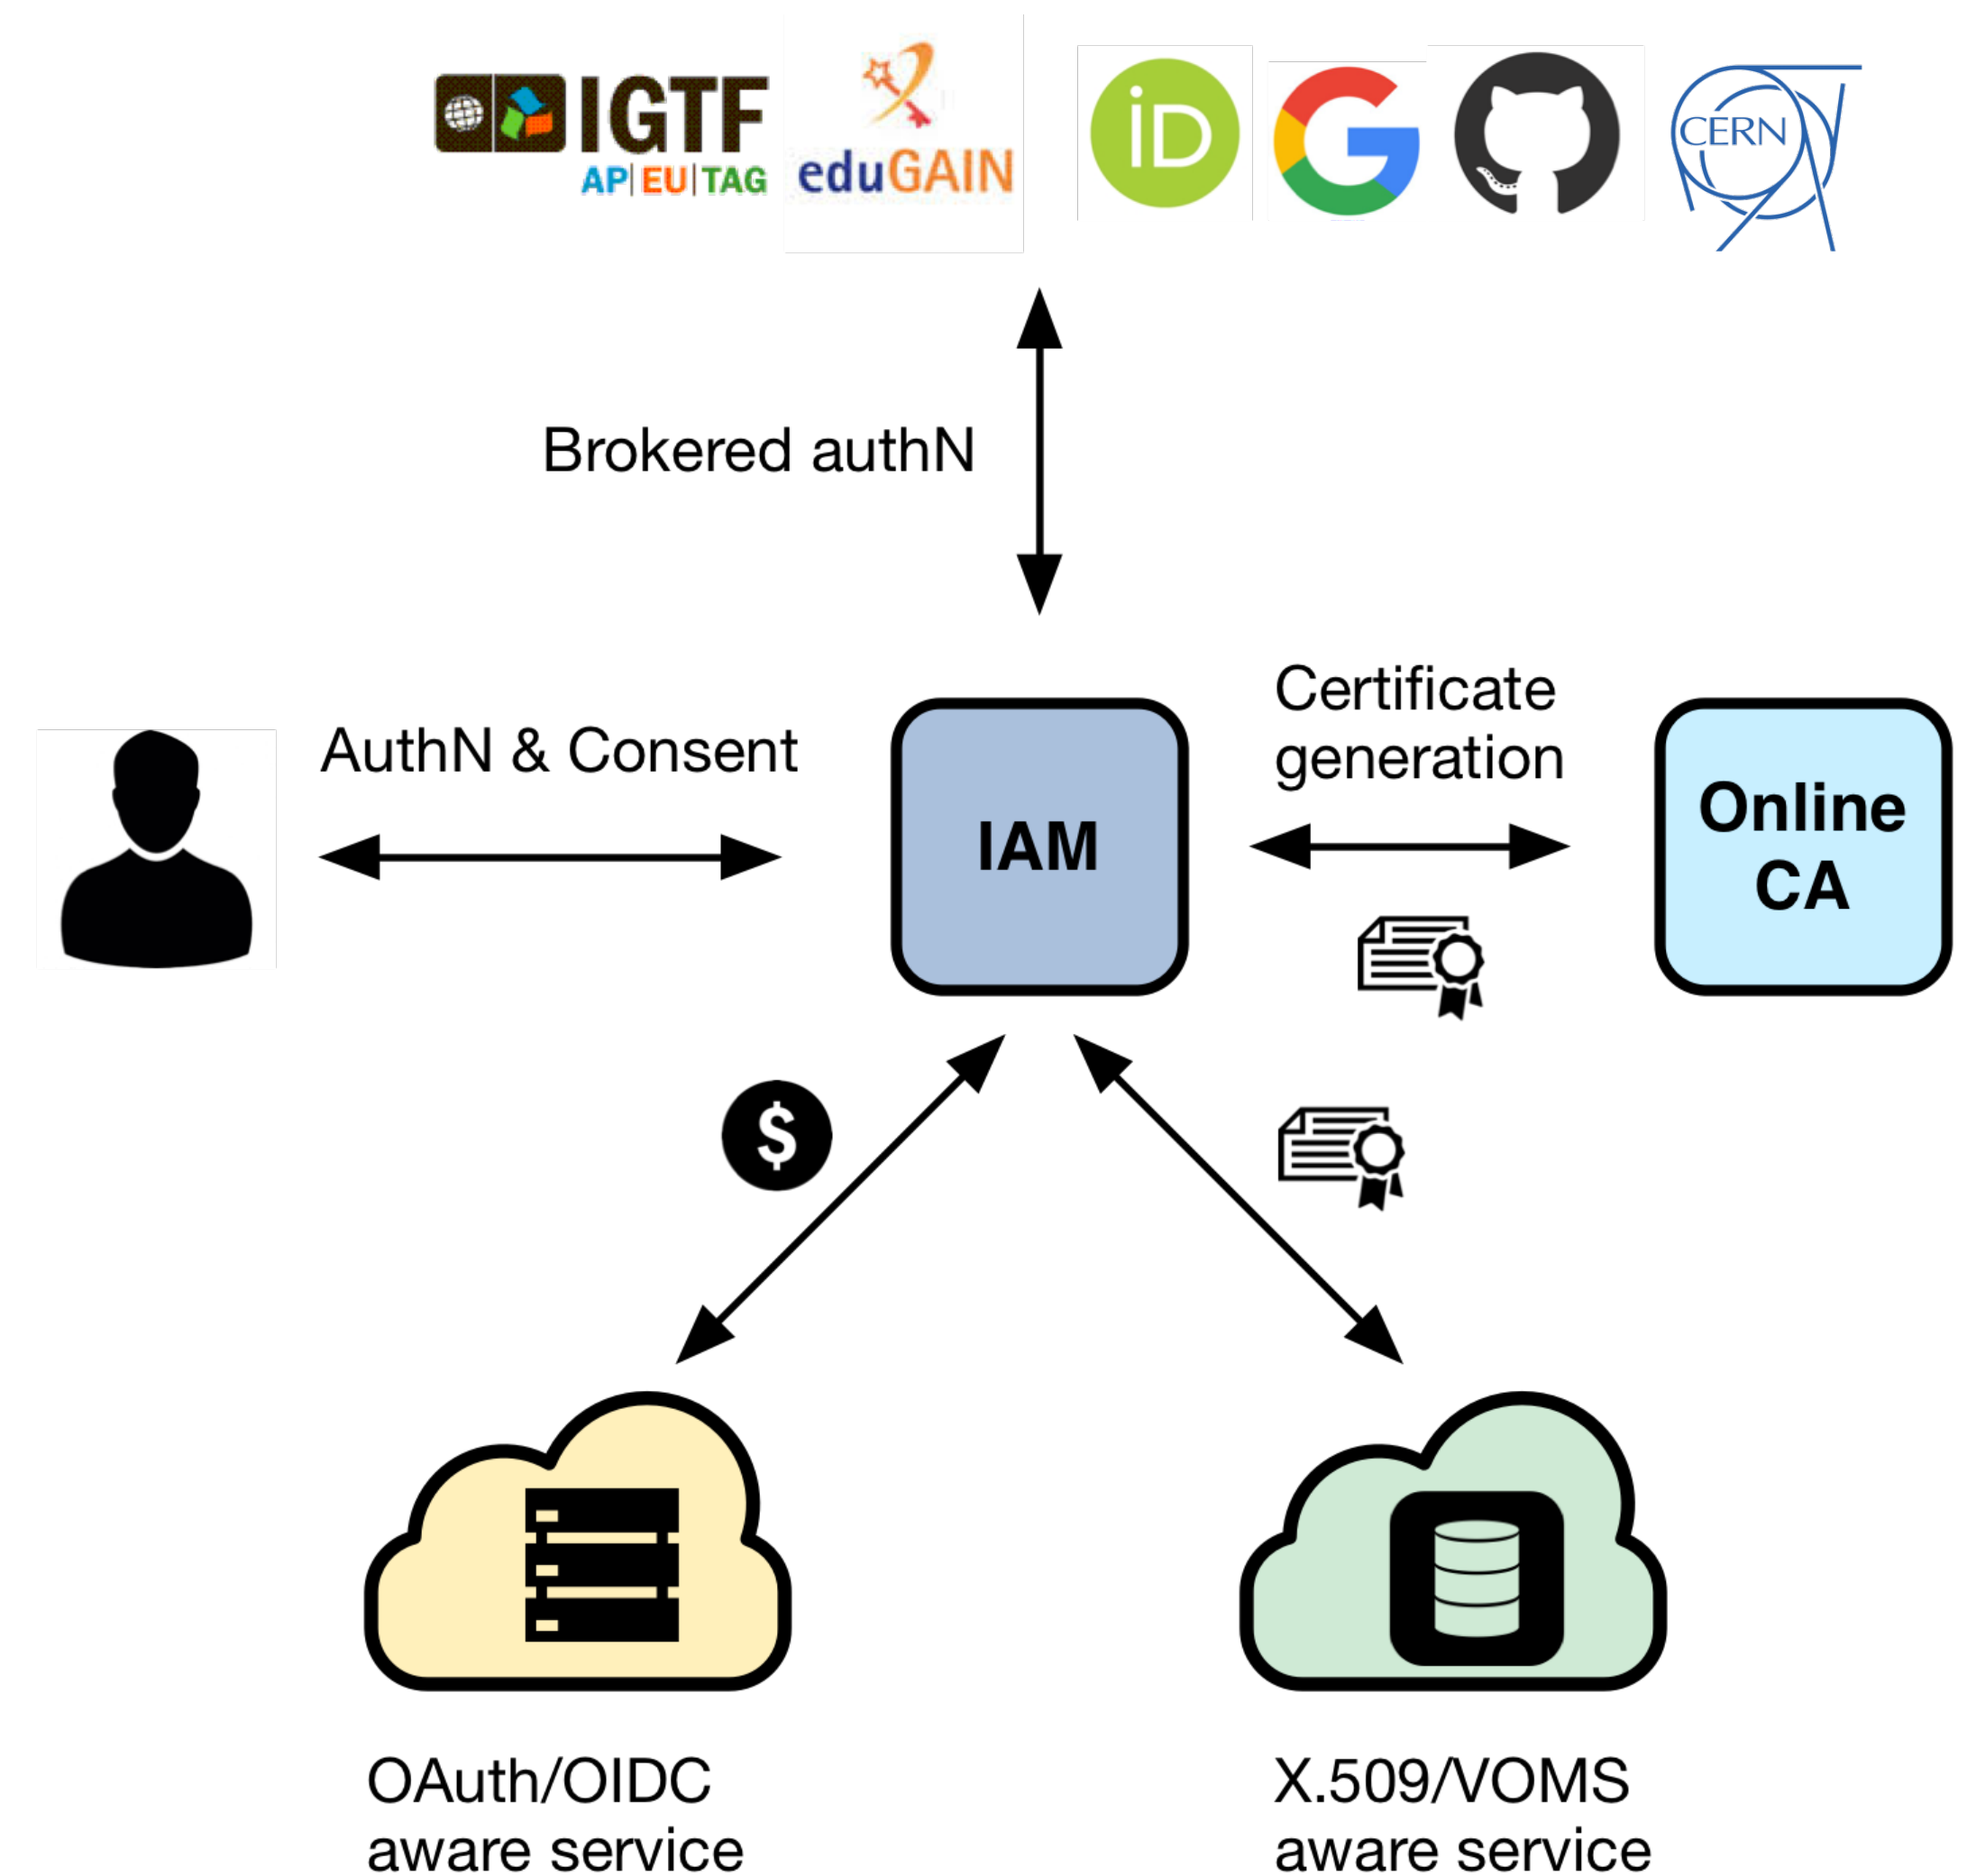 IGTF
AP|EU|TAG
eduGAIN
iD
G
CERN
Brokered authN
AuthN & Consent
Certificate
generation
IAM
Online
CA
$
OAuth/OIDC
aware service
X.509/VOMS
aware service